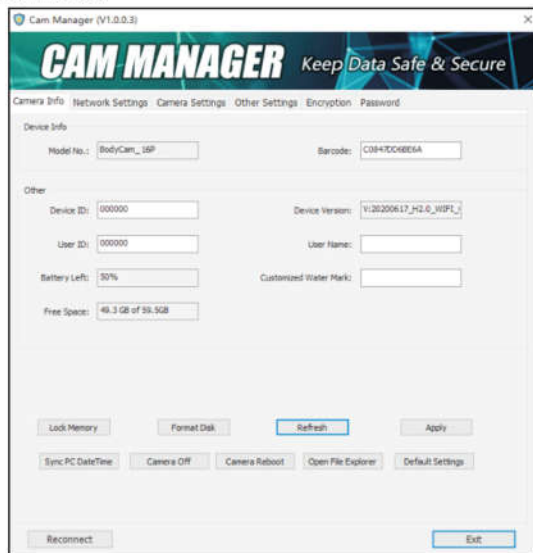 Cam Manager (V1.0.0.3)
CAM MANAGER Keep Data Safe & Secure
Camera Info Network Settings Camera Settings Other Settings Encryption Password
Device Info
Model No.: BodyCam_16P Barcode: C0847DD6BE6A
Other
Device ID: 000000 Device Version: V:20200617_H2.0_WIFI_
User ID: 000000 User Name:
Battery Left: 50% Customized Water Mark:
Free Space: 49.3 GB of 59.5GB
Lock Memory Format Disk Refresh Apply
Sync PC DateTime Camera Off Camera Reboot Open File Explorer Default Settings
Reconnect Exit